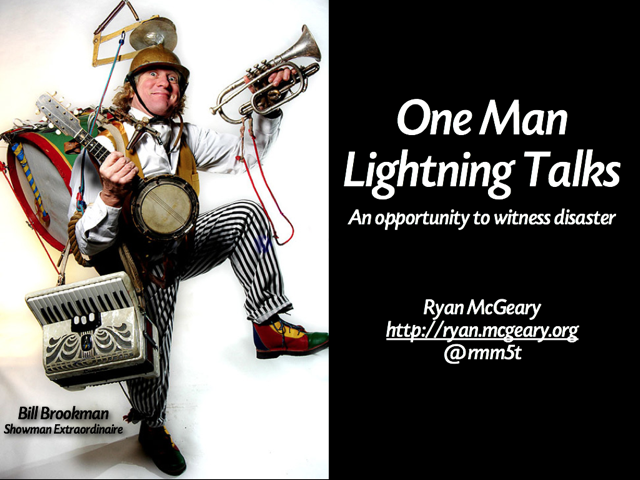 One Man
Lightning Talks
An opportunity to witness disaster
Ryan McGeary
http://ryan.mcgeary.org
@rmm5t
Bill Brookman
Showman Extraordinaire